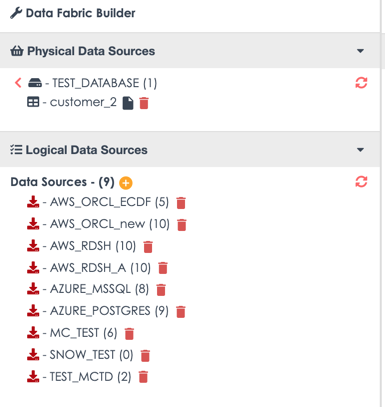 Data Fabric Builder
Physical Data Sources
- TEST_DATABASE (1)
- customer_2
Logical Data Sources
Data Sources - (9)
- AWS_ORCL_ECDF (5)
- AWS_ORCL_new (10)
- AWS_RDSH (10)
- AWS_RDSH_A (10)
- AZURE_MSSQL (8)
- AZURE_POSTGRES (9)
- MC_TEST (6)
- SNOW_TEST (0)
- TEST_MCTD (2)